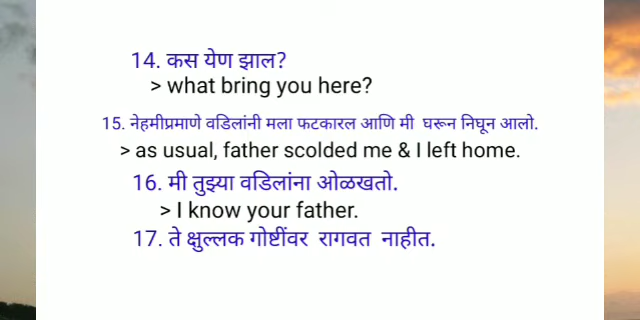 14. कस येण झाल?
> what bring you here?
15. नेहमीप्रमाणे वडिलांनी मला फटकारल आणि मी घरून निघून आलो.
> as usual, father scolded me & I left home.
16. मी तुझ्या वडिलांना ओळखतो.
> I know your father.
17. ते क्षुल्लक गोष्टींवर रागवत नाहीत.